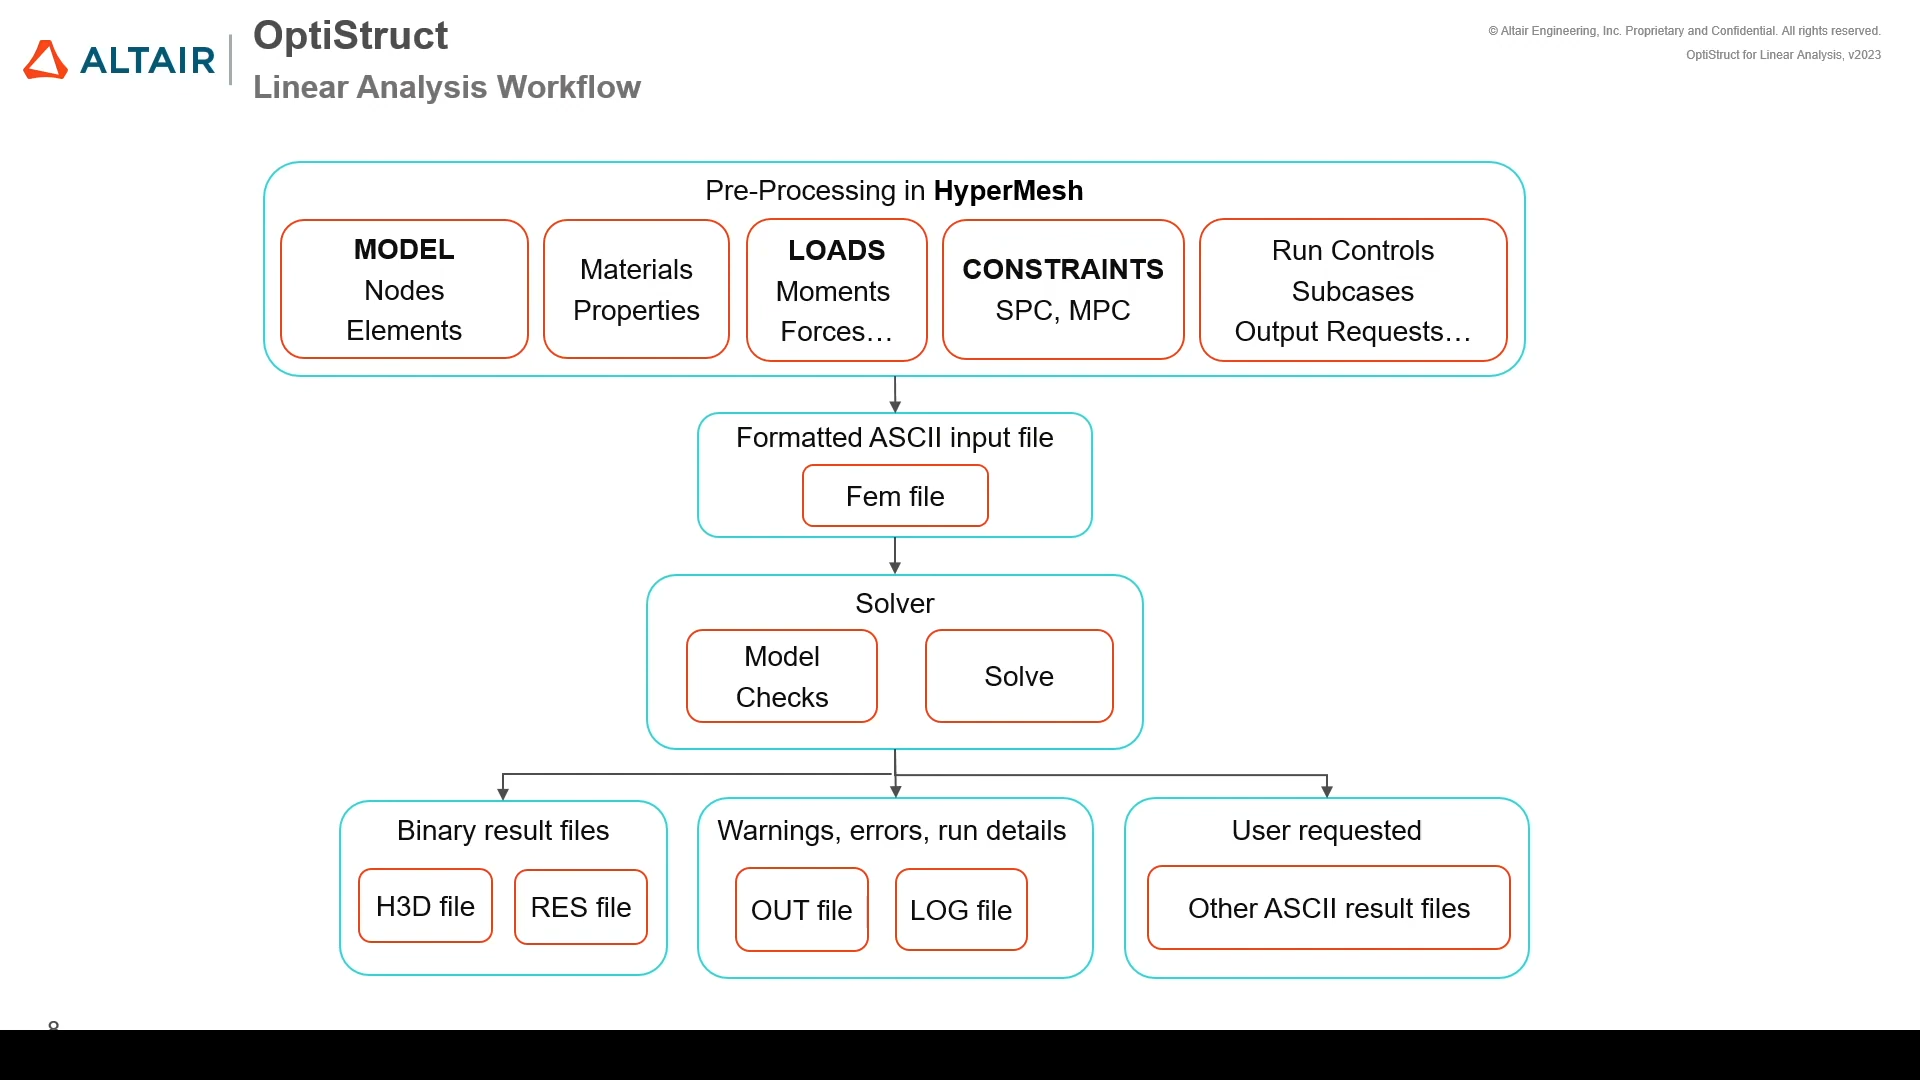 ALTAIR
OptiStruct
Linear Analysis Workflow
© Altair Engineering, Inc. Proprietary and Confidential. All rights reserved.
OptiStruct for Linear Analysis, v2023
Pre-Processing in HyperMesh
MODEL
Nodes
Elements
Materials
Properties
LOADS
Moments
Forces…
CONSTRAINTS
SPC, MPC
Run Controls
Subcases
Output Requests…
Formatted ASCII input file
Fem file
Solver
Model
Checks
Solve
Binary result files
H3D file
RES file
Warnings, errors, run details
OUT file
LOG file
User requested
Other ASCII result files